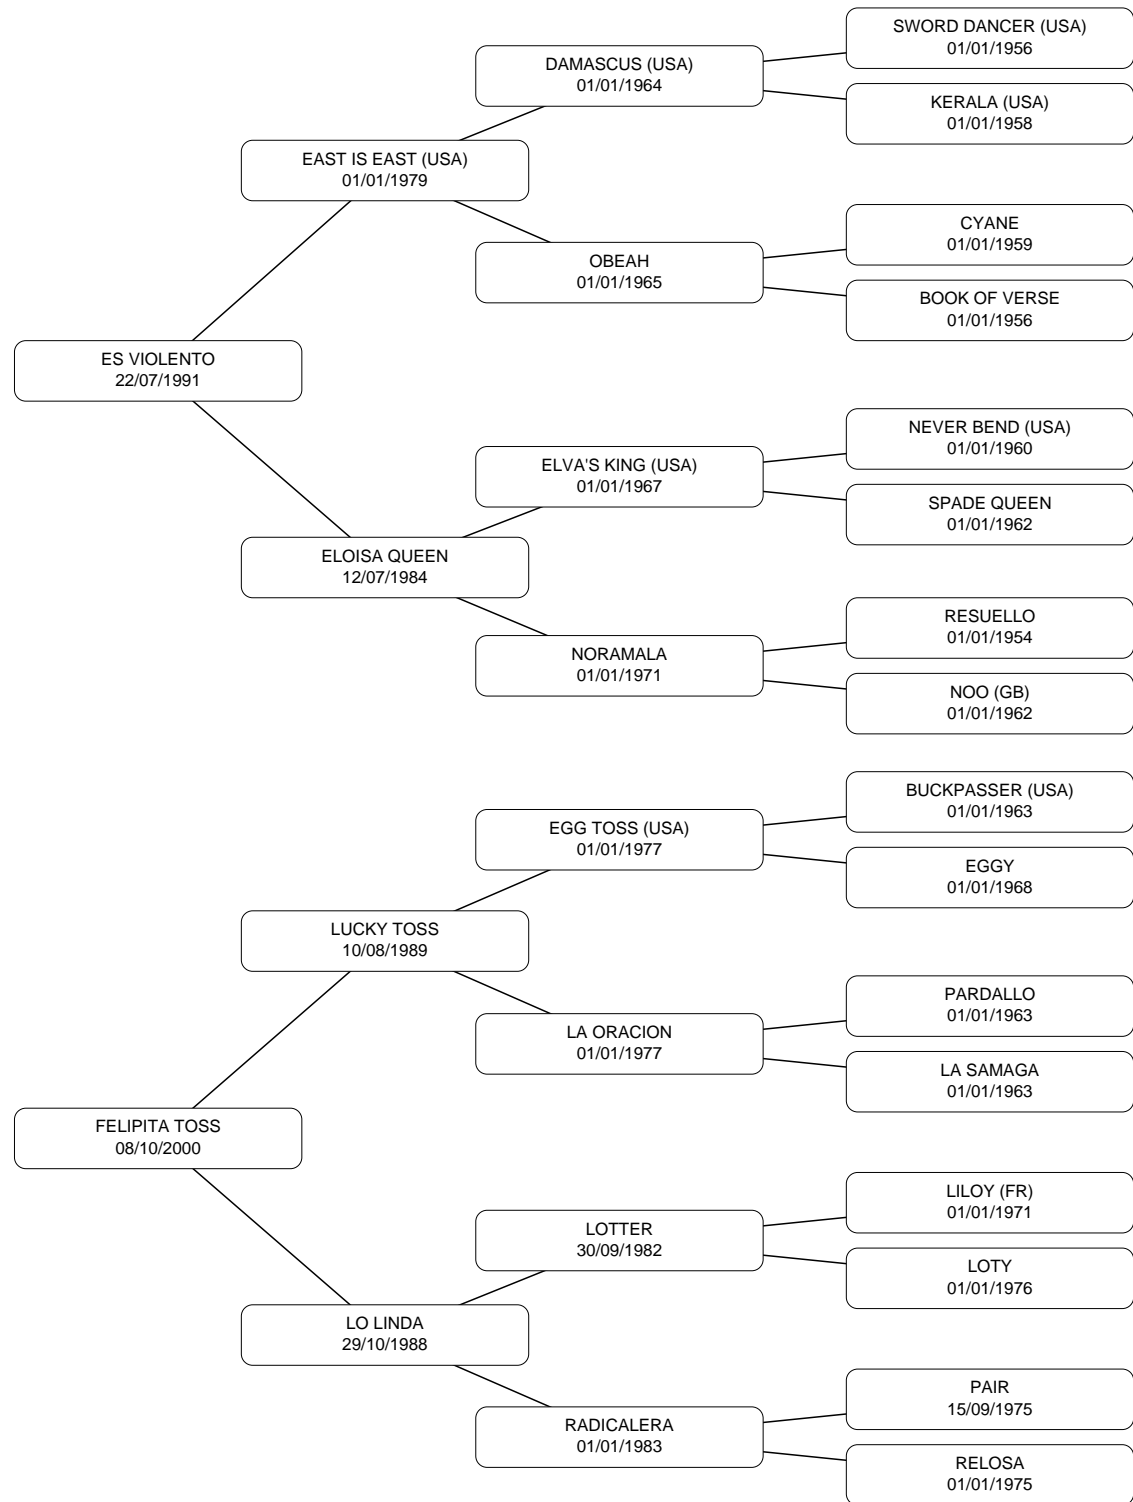 SWORD DANCER (USA)
01/01/1956
DAMASCUS (USA)
01/01/1964
KERALA (USA)
01/01/1958
EAST IS EAST (USA)
01/01/1979
CYANE
01/01/1959
OBEAH
01/01/1965
BOOK OF VERSE
01/01/1956
ES VIOLENTO
22/07/1991
NEVER BEND (USA)
01/01/1960
ELVA'S KING (USA)
01/01/1967
SPADE QUEEN
01/01/1962
ELOISA QUEEN
12/07/1984
RESUELLO
01/01/1954
NORAMALA
01/01/1971
NOO (GB)
01/01/1962
BUCKPASSER (USA)
01/01/1963
EGG TOSS (USA)
01/01/1977
EGGY
01/01/1968
LUCKY TOSS
10/08/1989
PARDALLO
01/01/1963
LA ORACION
01/01/1977
LA SAMAGA
01/01/1963
FELIPITA TOSS
08/10/2000
LILOY (FR)
01/01/1971
LOTTER
30/09/1982
LOTY
01/01/1976
LO LINDA
29/10/1988
PAIR
15/09/1975
RADICALERA
01/01/1983
RELOSA
01/01/1975